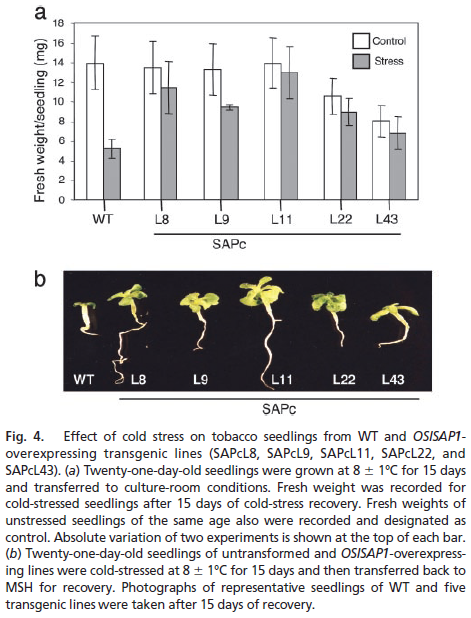 a
Fresh weight/seedling (mg)
18
16
14
12
10
8
6
4
2
0
Control
Stress
WT L8 L9 L11 L22 L43
SAPc
b
WT L8 L9 L11 L22 L43
SAPc
Fig. 4. Effect of cold stress on tobacco seedlings from WT and OSISAP1-
overexpressing transgenic lines (SAPcL8, SAPcL9, SAPcL11, SAPcL22, and
SAPcL43). (a) Twenty-one-day-old seedlings were grown at 8 ± 1°C for 15 days
and transferred to culture-room conditions. Fresh weight was recorded for
cold-stressed seedlings after 15 days of cold-stress recovery. Fresh weights of
unstressed seedlings of the same age also were recorded and designated as
control. Absolute variation of two experiments is shown at the top of each bar.
(b) Twenty-one-day-old seedlings of untransformed and OSISAP1-overexpress-
ing lines were cold-stressed at 8 ± 1°C for 15 days and then transferred back to
MSH for recovery. Photographs of representative seedlings of WT and five
transgenic lines were taken after 15 days of recovery.